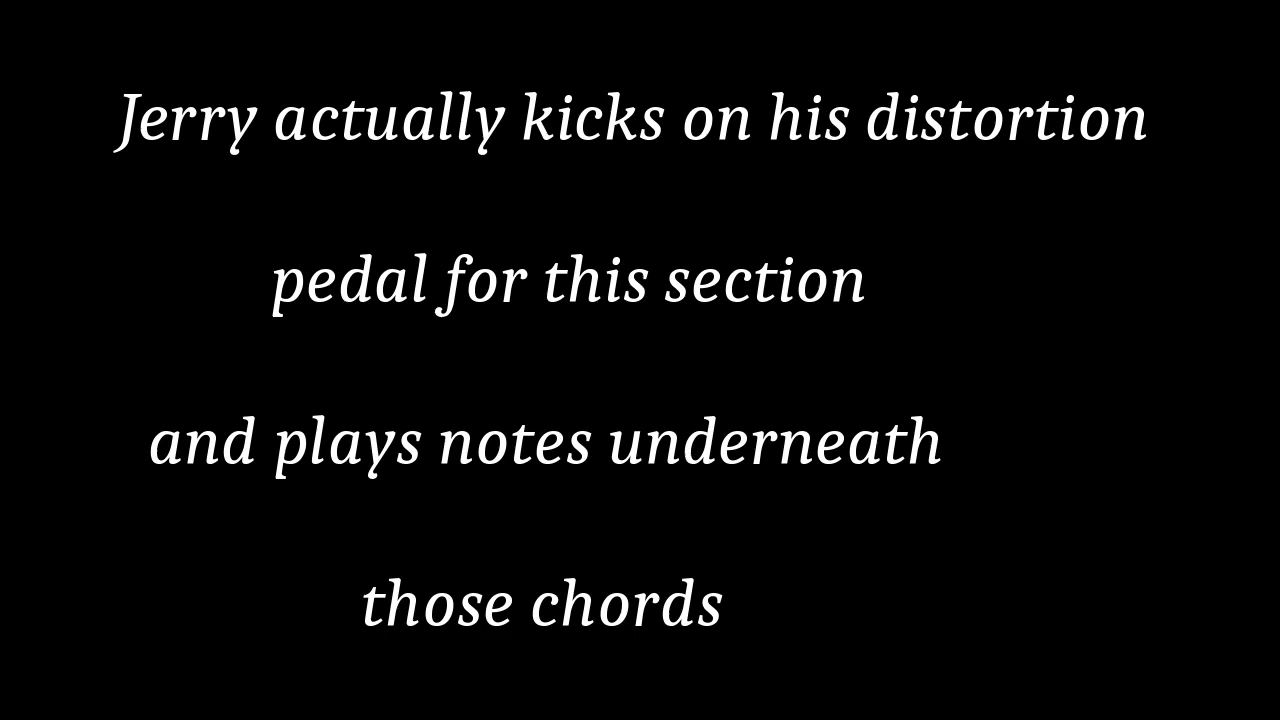 Jerry actually kicks on his distortion
pedal for this section
and plays notes underneath
those chords